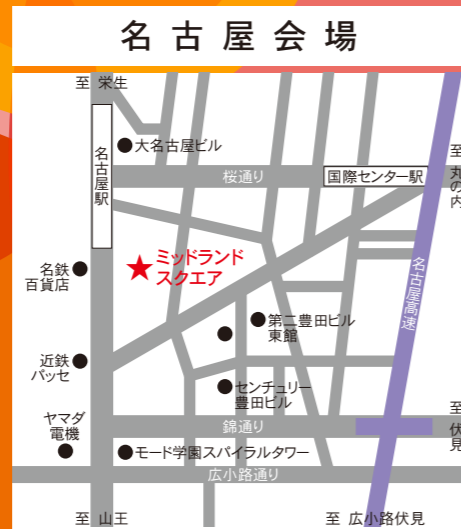 名古屋会場
至 栄生
名古屋駅
大名古屋ビル
桜通り
国際センター駅
至
丸の内
ミッドランド
スクエア
名鉄
百貨店
名古屋高速
第二豊田ビル
東館
近鉄
パッセ
センチュリー
豊田ビル
至
伏見
ヤマダ
電機
錦通り
モード学園スパイラルタワー
広小路通り
至 山王
至 広小路伏見